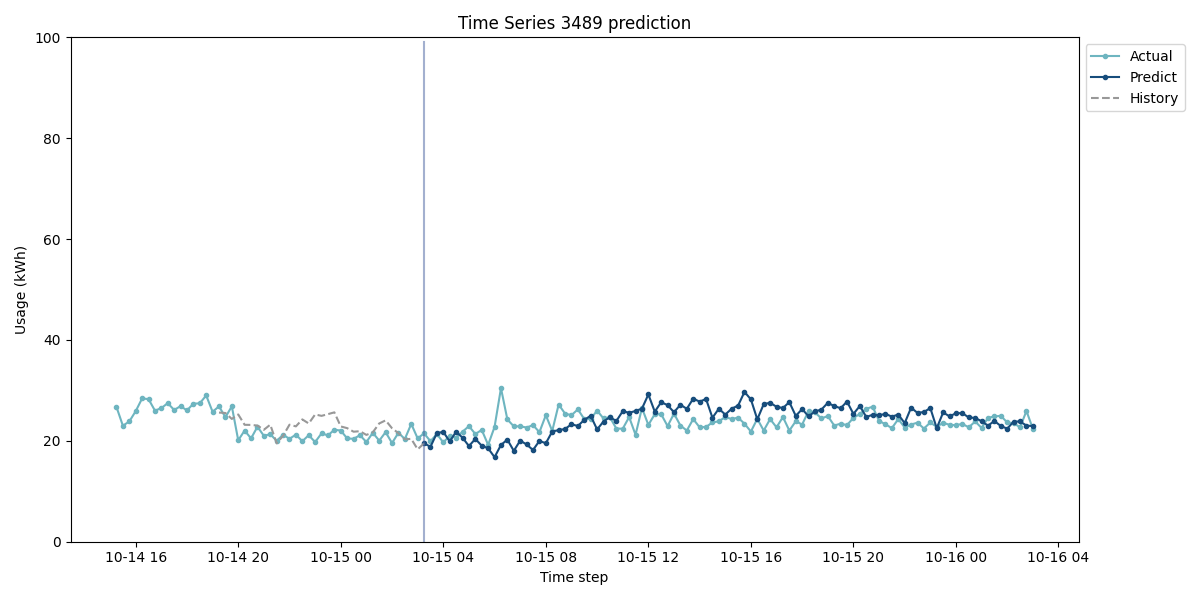 Time Series 3489 prediction
Actual
Predict
History
Usage (kWh)
100
80
60
40
20
0
10-14 16
10-14 20
10-15 00
10-15 04
10-15 08
10-15 12
10-15 16
10-15 20
10-16 00
10-16 04
Time step